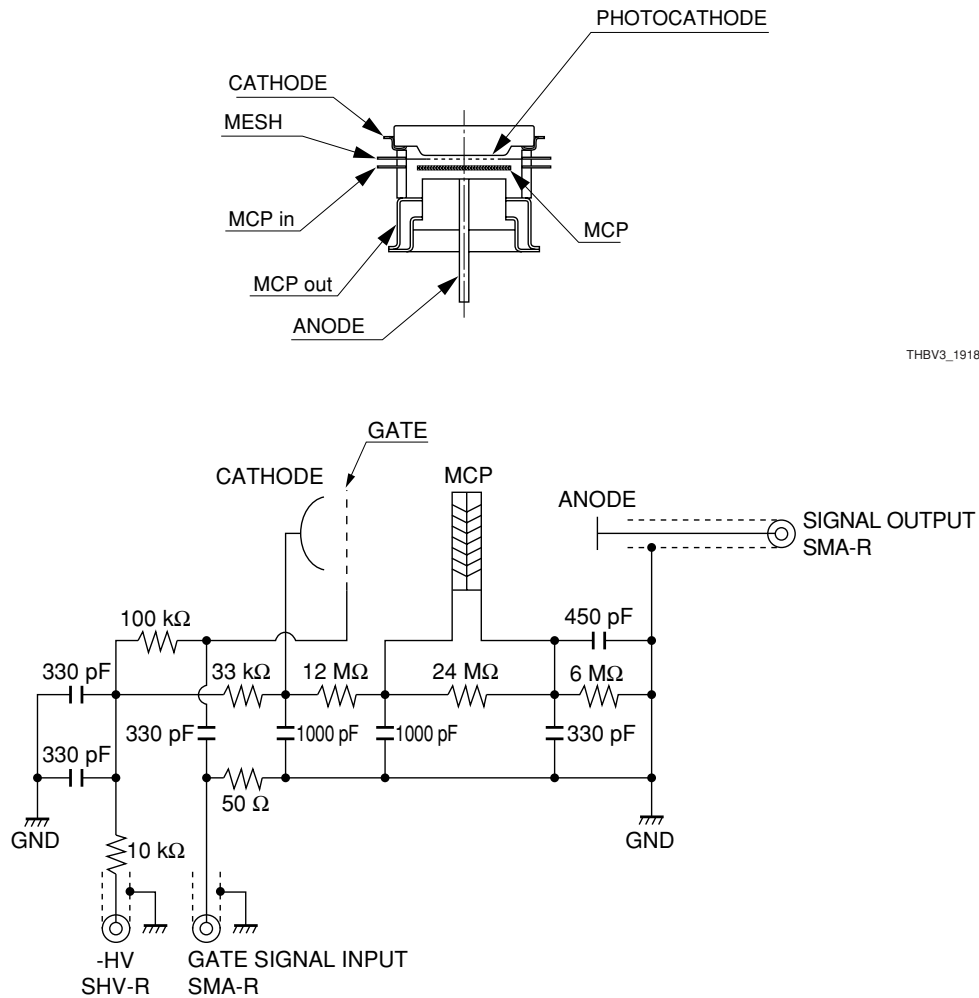 PHOTOCATHODE
CATHODE
MESH
MCP in
MCP
MCP out
ANODE
THBV3_1918
GATE
CATHODE
MCP
ANODE
SIGNAL OUTPUT
SMA-R
100 kΩ
450 pF
330 pF
33 kΩ
12 MΩ
24 MΩ
6 MΩ
330 pF
1000 pF
1000 pF
330 pF
330 pF
50 Ω
GND
GND
10 kΩ
-HV
SHV-R
GATE SIGNAL INPUT
SMA-R